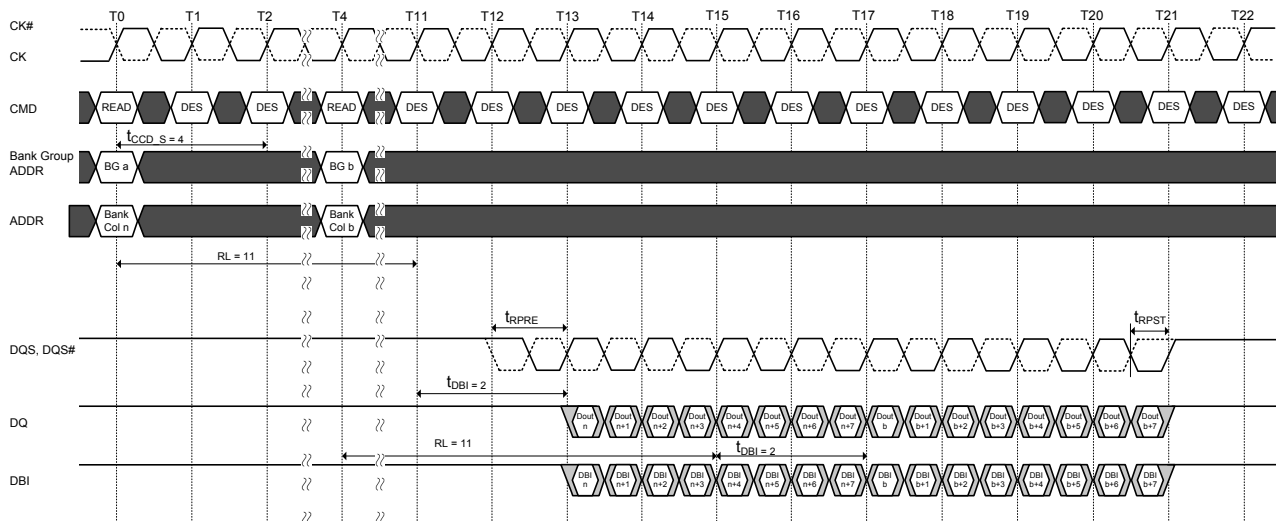 T0 T1 T2 T4 T11 T12 T13 T14 T15 T16 T17 T18 T19 T20 T21 T22
CK#
CK
CMD READ DES DES READ DES DES DES DES DES DES DES DES DES DES DES DES
tCCD_S = 4
Bank Group
ADDR
BG a BG b
ADDR
Bank
Col n
Bank
Col b
RL = 11
tRPRE
tRPST
DQS, DQS#
tDBI = 2
DQ
Dout
n
Dout
n+1
Dout
n+2
Dout
n+3
Dout
n+4
Dout
n+5
Dout
n+6
Dout
n+7
Dout
b
Dout
b+1
Dout
b+2
Dout
b+3
Dout
b+4
Dout
b+5
Dout
b+6
Dout
b+7
RL = 11
tDBI = 2
DBI
DBI
n
DBI
n+1
DBI
n+2
DBI
n+3
DBI
n+4
DBI
n+5
DBI
n+6
DBI
n+7
DBI
b
DBI
b+1
DBI
b+2
DBI
b+3
DBI
b+4
DBI
b+5
DBI
b+6
DBI
b+7